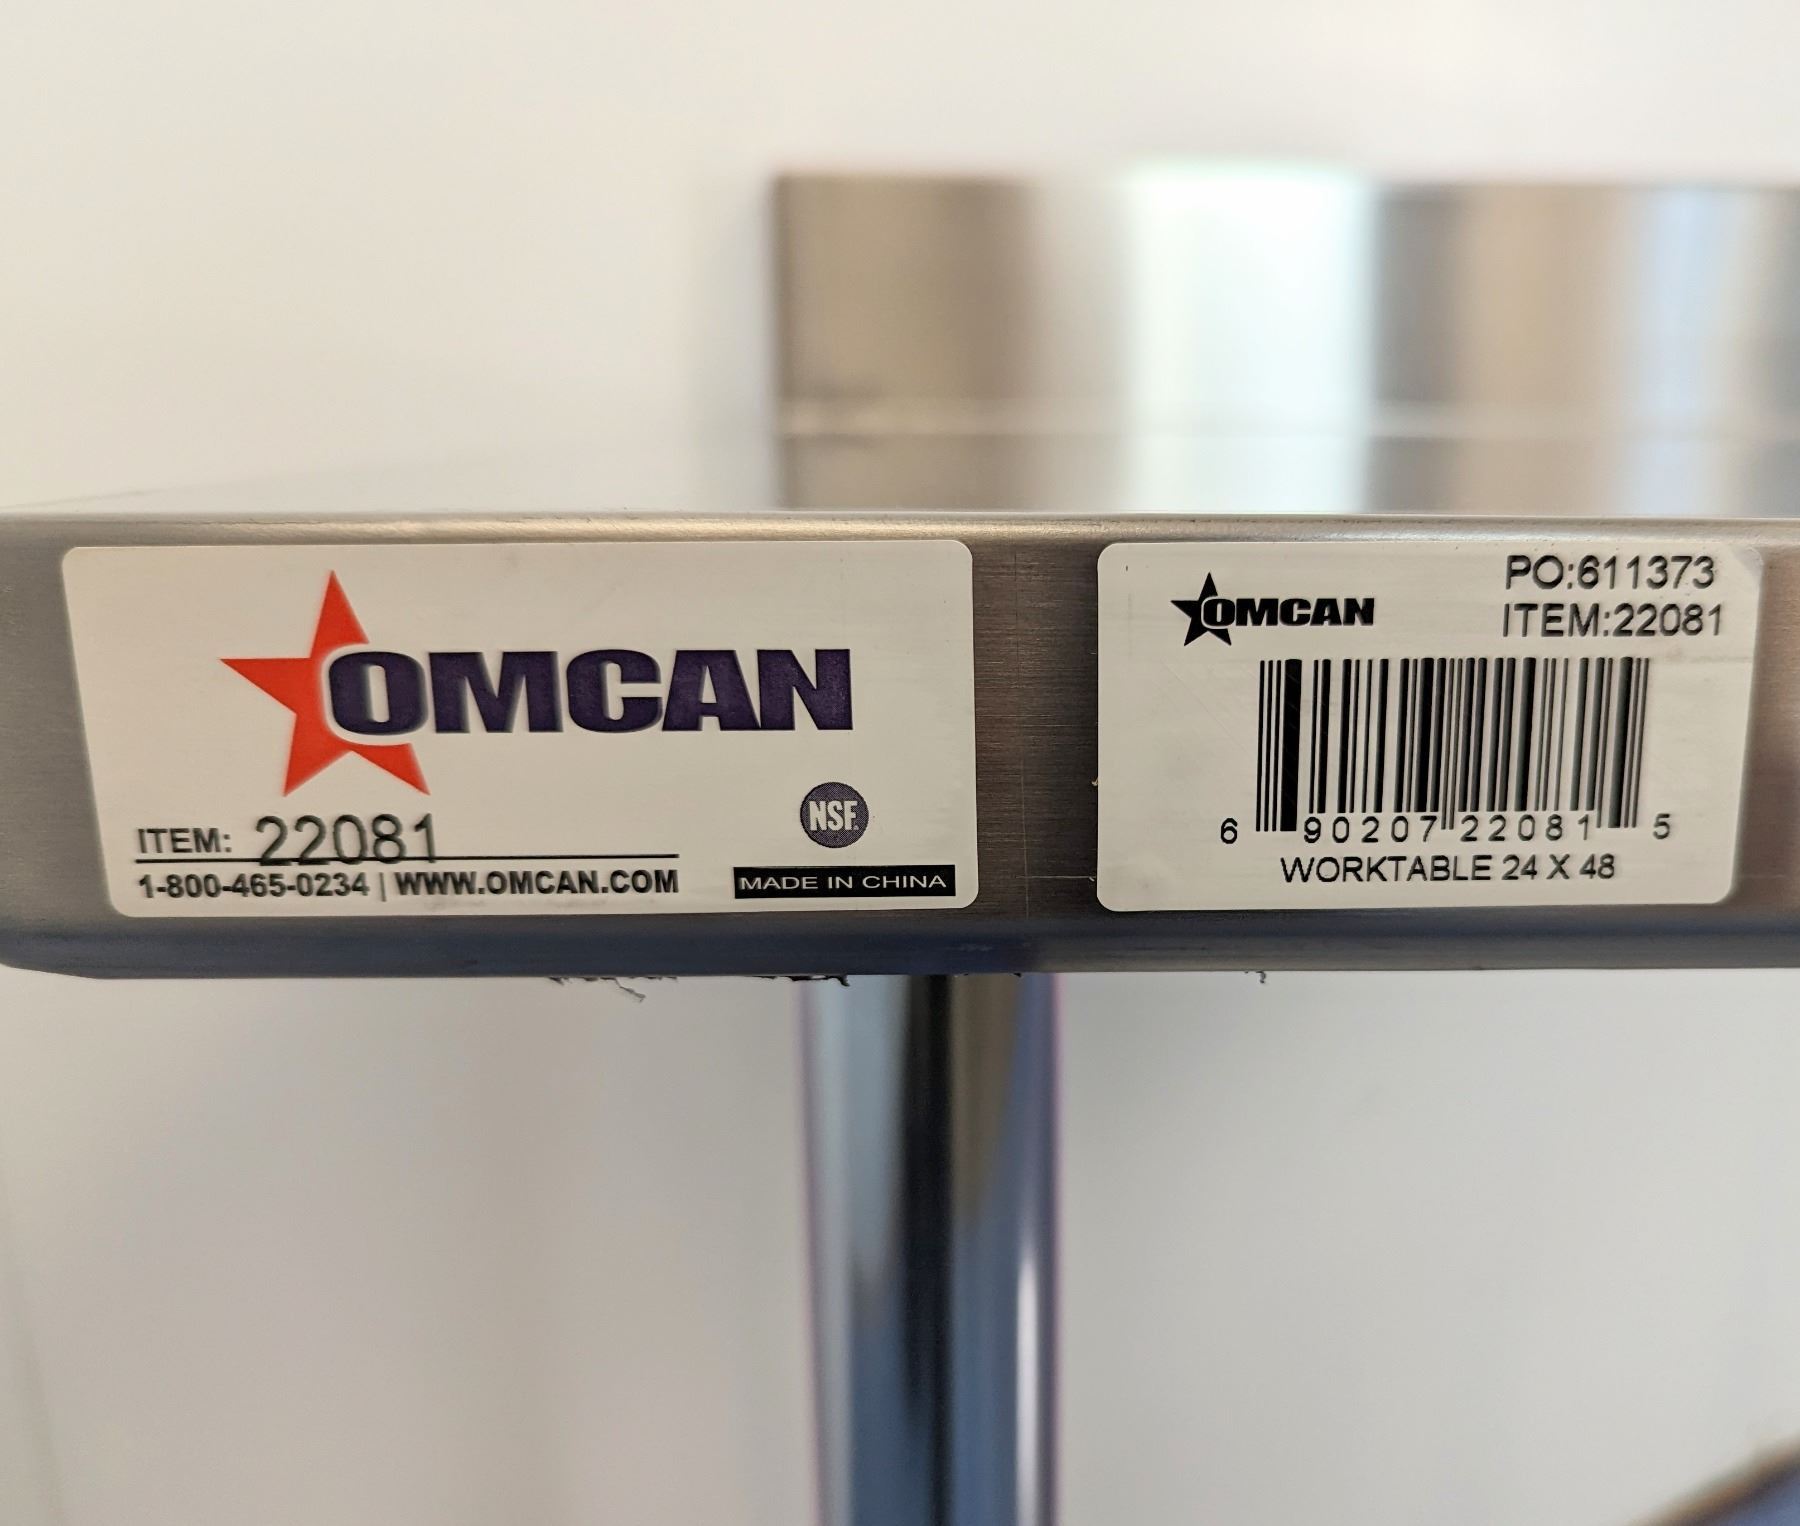 OMCAN
NSF.
ITEM: 22081
1-800-465-0234 | WWW.OMCAN.COM
MADE IN CHINA
OMCAN
PO:611373
ITEM:22081
6 90207 22081 5
WORKTABLE 24 X 48